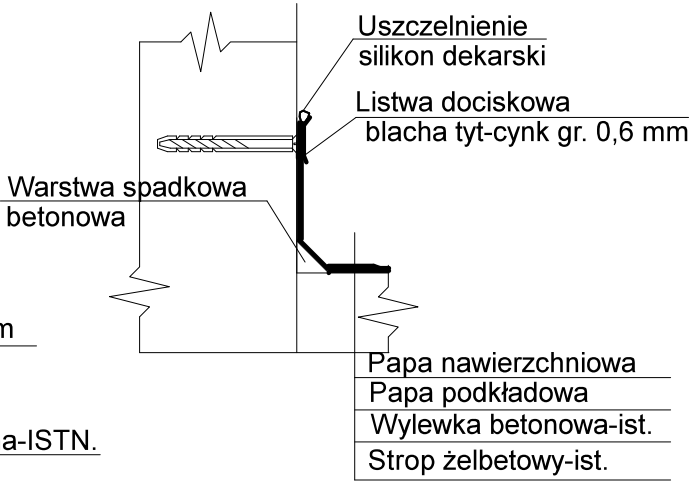 Uszczelnienie
silikon dekarski
Listwa dociskowa
blacha tyt-cynk gr. 0,6 mm
Warstwa spadkowa
betonowa
m
Papa nawierzchniowa
Papa podkładowa
Wylewka betonowa-ist.
a-ISTN.
Strop żelbetowy-ist.